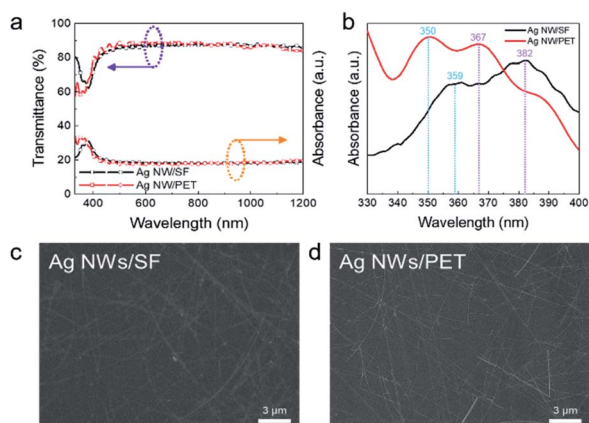 a
100
80
60
40
20
0
Transmittance (%)
Absorbance (a.u.)
Ag NW/SF
Ag NW/PET
400 600 800 1000 1200
Wavelength (nm)
b
350
367
382
359
Ag NW/SF
Ag NW/PET
Absorbance (a.u.)
330 340 350 360 370 380 390 400
Wavelength (nm)
c
Ag NWs/SF
3 μm
d
Ag NWs/PET
3 μm